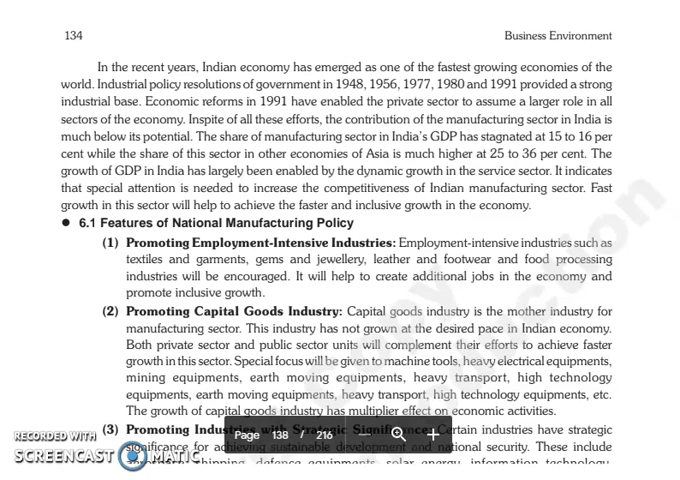 134 Business Environment
In the recent years, Indian economy has emerged as one of the fastest growing economies of the
world. Industrial policy resolutions of government in 1948, 1956, 1977, 1980 and 1991 provided a strong
industrial base. Economic reforms in 1991 have enabled the private sector to assume a larger role in all
sectors of the economy. Inspite of all these efforts, the contribution of the manufacturing sector in India is
much below its potential. The share of manufacturing sector in India's GDP has stagnated at 15 to 16 per
cent while the share of this sector in other economies of Asia is much higher at 25 to 36 per cent. The
growth of GDP in India has largely been enabled by the dynamic growth in the service sector. It indicates
that special attention is needed to increase the competitiveness of Indian manufacturing sector. Fast
growth in this sector will help to achieve the faster and inclusive growth in the economy.
● 6.1 Features of National Manufacturing Policy
(1) Promoting Employment-Intensive Industries: Employment-intensive industries such as
textiles and garments, gems and jewellery, leather and footwear and food processing
industries will be encouraged. It will help to create additional jobs in the economy and
promote inclusive growth.
(2) Promoting Capital Goods Industry: Capital goods industry is the mother industry for
manufacturing sector. This industry has not grown at the desired pace in Indian economy.
Both private sector and public sector units will complement their efforts to achieve faster
growth in this sector. Special focus will be given to machine tools, heavy electrical equipments,
mining equipments, earth moving equipments, heavy transport, high technology
equipments, earth moving equipments, heavy transport, high technology equipments, etc.
The growth of capital goods industry has multiplier effect on economic activities.
(3) Promoting Industries with Strategic Significance: Certain industries have strategic
significance for achieving sustainable development and national security. These include
shipping, defence equipments, solar energy, information technology,
Page 138 / 216
RECORDED WITH
SCREENCAST MATIC